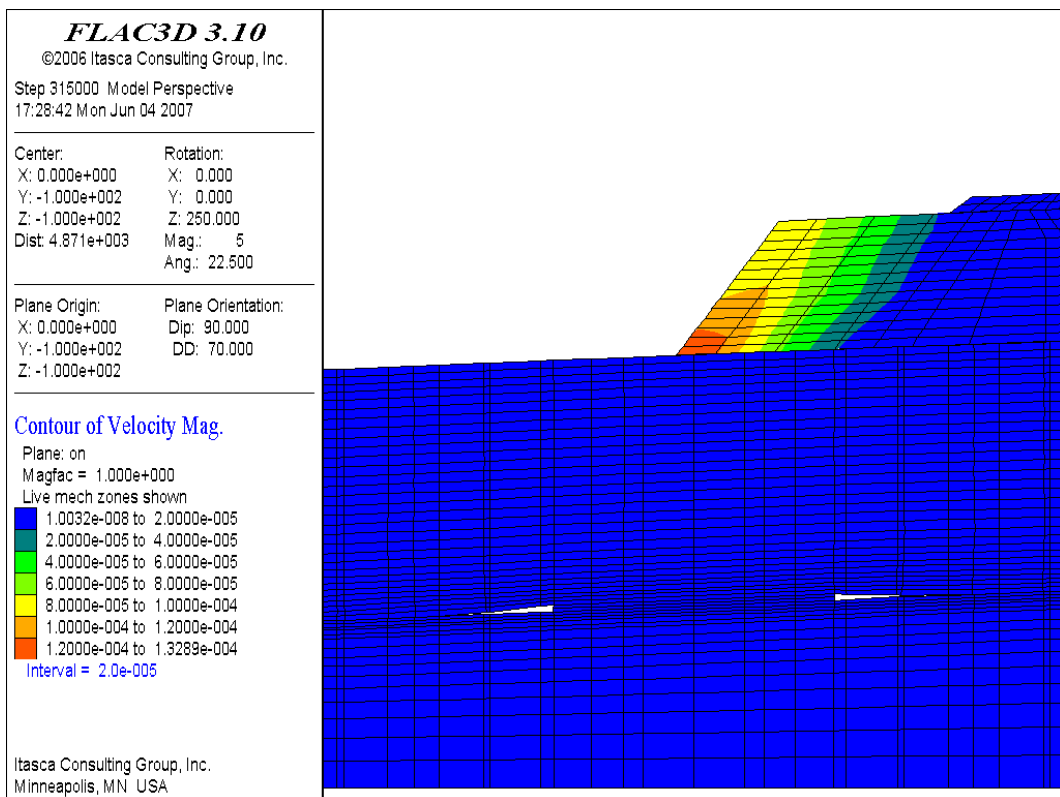 FLAC3D 3.10
©2006 Itasca Consulting Group, Inc.
Step 315000 Model Perspective
17:28:42 Mon Jun 04 2007
Center: Rotation:
X: 0.000e+000 X: 0.000
Y: -1.000e+002 Y: 0.000
Z: -1.000e+002 Z: 250.000
Dist: 4.871e+003 Mag.: 5
Ang.: 22.500
Plane Origin: Plane Orientation:
X: 0.000e+000 Dip: 90.000
Y: -1.000e+002 DD: 70.000
Z: -1.000e+002
Contour of Velocity Mag.
Plane: on
Magfac = 1.000e+000
Live mech zones shown
1.0032e-008 to 2.0000e-005
2.0000e-005 to 4.0000e-005
4.0000e-005 to 6.0000e-005
6.0000e-005 to 8.0000e-005
8.0000e-005 to 1.0000e-004
1.0000e-004 to 1.2000e-004
1.2000e-004 to 1.3289e-004
Interval = 2.0e-005
Itasca Consulting Group, Inc.
Minneapolis, MN USA